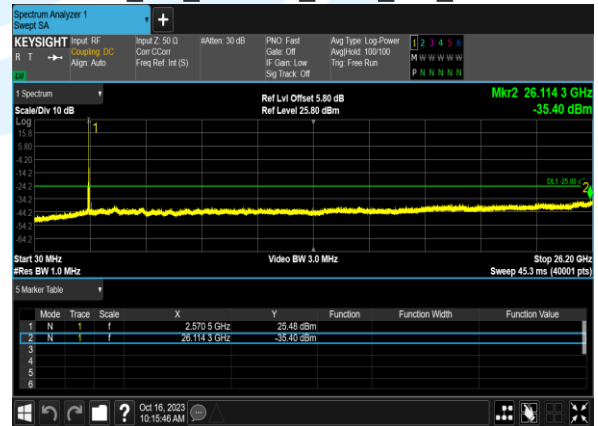 Spectrum Analyzer 1
Swept SA
+
KEYSIGHT Input: RF Input Z: 50 Ω #Atten: 30 dB PNO: Fast Avg Type: Log-Power 1 2 3 4 5 6
R T Coupling: DC Corr CCorr Gate: Off Avg|Hold: 100/100 M W W W W W
Align: Auto Freq Ref: Int (S) IF Gain: Low Trig: Free Run
Sig Track: Off P N N N N N
1 Spectrum Ref Lvl Offset 5.80 dB Mkr2 26.114 3 GHz
Scale/Div 10 dB Ref Level 25.80 dBm -35.40 dBm
Log
1
15.8
5.80
-4.20
-14.2
DL1 -25.00
-24.2
2
-34.2
-44.2
-54.2
-64.2
Start 30 MHz Video BW 3.0 MHz Stop 26.20 GHz
#Res BW 1.0 MHz Sweep 45.3 ms (40001 pts)
5 Marker Table
Mode Trace Scale X Y Function Function Width Function Value
1 N 1 f 2.570 5 GHz 25.48 dBm
2 N 1 f 26.114 3 GHz -35.40 dBm
3
4
5
6
? Oct 16, 2023
10:15:46 AM